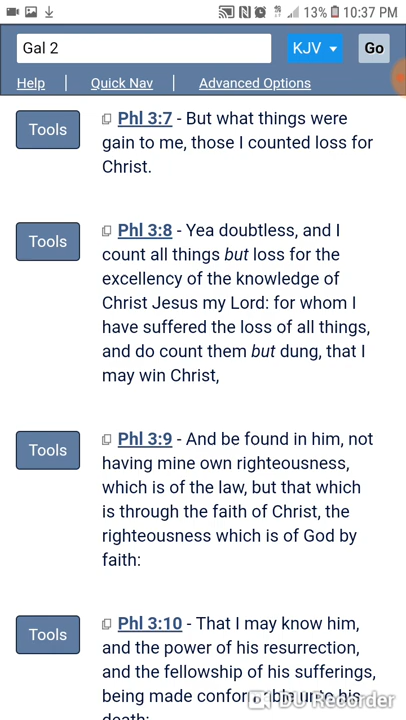 13% 10:37 PM
Gal 2 KJV Go
Help Quick Nav Advanced Options
Tools Phl 3:7 - But what things were
gain to me, those I counted loss for
Christ.
Tools Phl 3:8 - Yea doubtless, and I
count all things but loss for the
excellency of the knowledge of
Christ Jesus my Lord: for whom I
have suffered the loss of all things,
and do count them but dung, that I
may win Christ,
Tools Phl 3:9 - And be found in him, not
having mine own righteousness,
which is of the law, but that which
is through the faith of Christ, the
righteousness which is of God by
faith:
Tools Phl 3:10 - That I may know him,
and the power of his resurrection,
and the fellowship of his sufferings,
being made conformable unto his
death;
DU Recorder